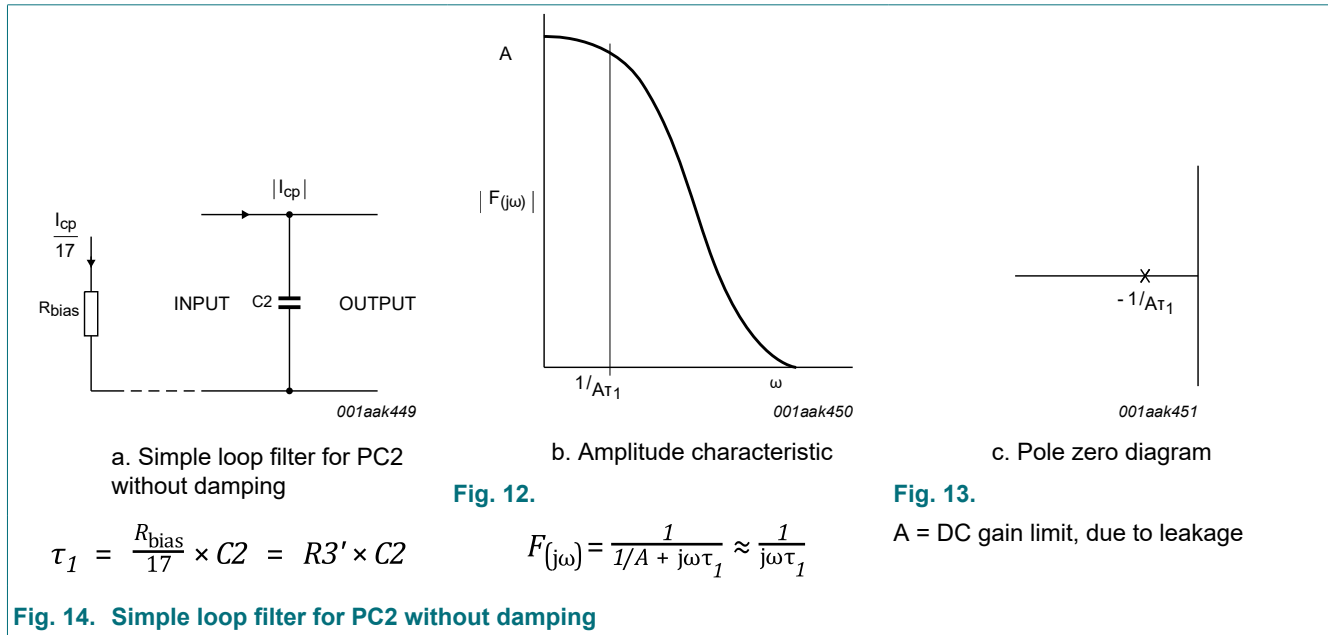 |Icp|
Icp
17
Rbias
INPUT
C2
OUTPUT
001aak449
a. Simple loop filter for PC2
without damping
τ1 = Rbias/17 × C2 = R3' × C2
A
| F(jω) |
1/Aτ1
ω
001aak450
b. Amplitude characteristic
Fig. 12.
F(jω) = 1/(1/A + jωτ1) ≈ 1/jωτ1
- 1/Aτ1
001aak451
c. Pole zero diagram
Fig. 13.
A = DC gain limit, due to leakage
Fig. 14. Simple loop filter for PC2 without damping